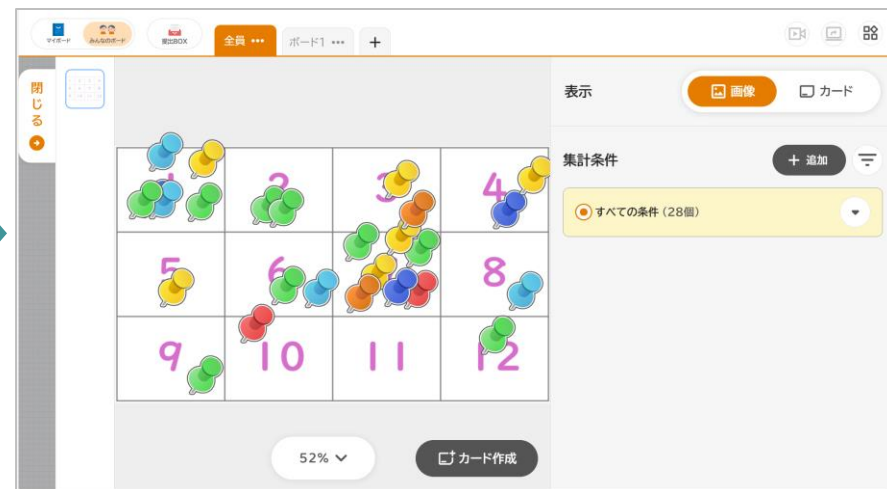 マイボード
みんなのボード
提出BOX
全員 •••
ボード1 •••
+
閉じる
表示
画像
カード
集計条件
+ 追加
すべての条件 (28個)
2
3
4
5
6
8
9
10
11
12
52%
カード作成